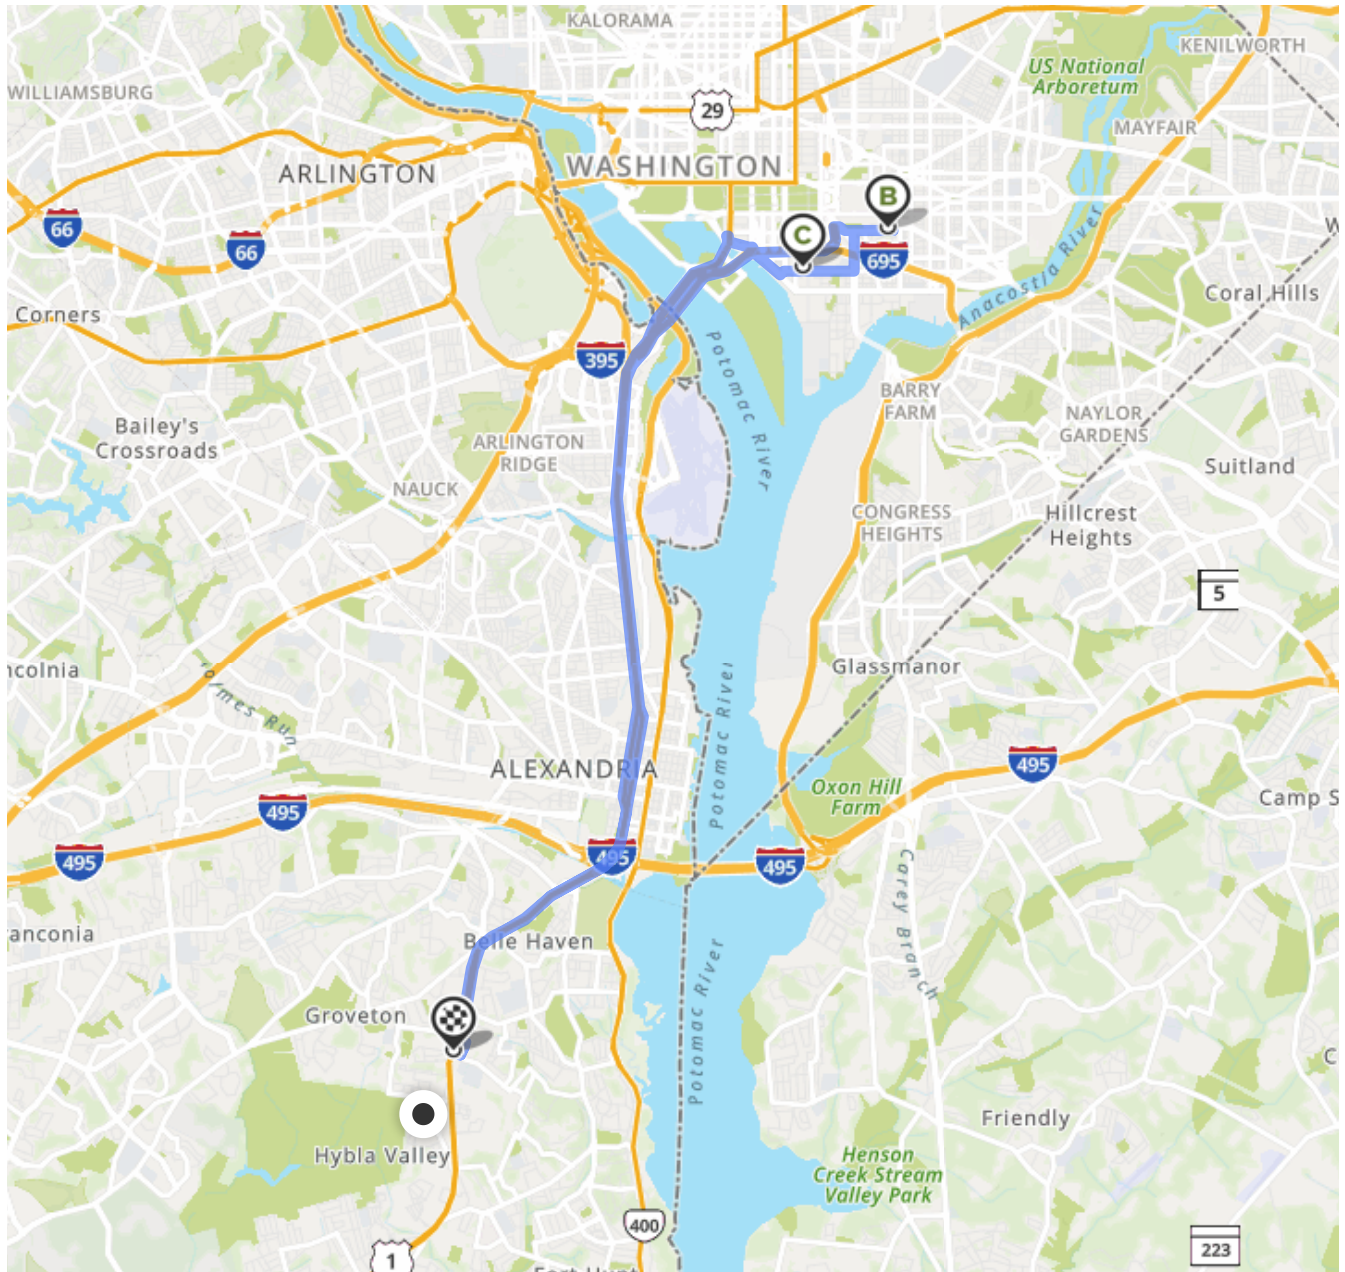 KALORAMA
KENILWORTH
US National
Arboretum
WILLIAMSBURG
29
MAYFAIR
WASHINGTON
ARLINGTON
B
66
66
C
695
Anacostia River
Coral Hills
Corners
395
Potomac River
BARRY
FARM
NAYLOR
GARDENS
Bailey's
Crossroads
ARLINGTON
RIDGE
Suitland
NAUCK
CONGRESS
HEIGHTS
Hillcrest
Heights
5
ncolnia
Glassmanor
olmes Run
Potomac River
ALEXANDRIA
495
Oxon Hill
Farm
Camp S
495
495
495
495
Carey Branch
anconia
Belle Haven
Potomac River
Groveton
Friendly
Hybla Valley
Henson
Creek Stream
Valley Park
400
1
223